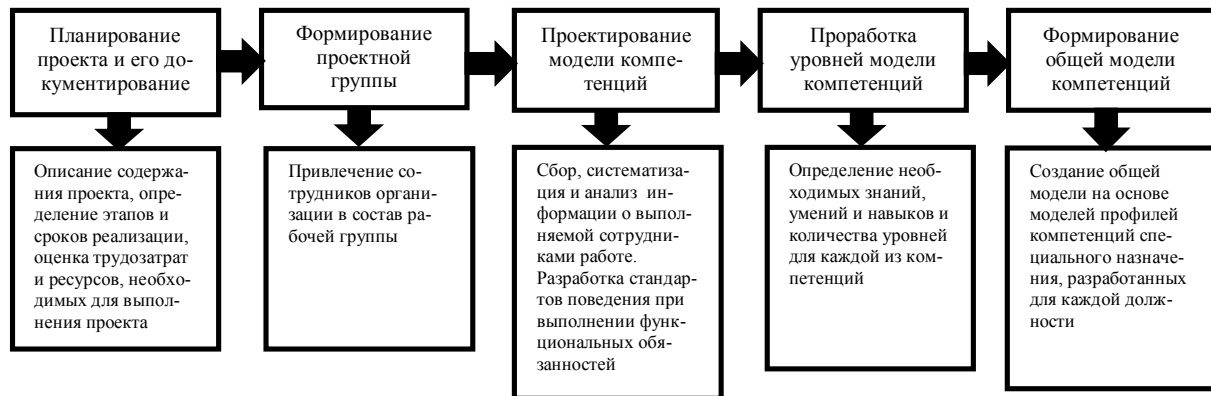 Планирование
проекта и его до-
кументирование
Формирование
проектной
группы
Проектирование
модели компе-
тенций
Проработка
уровней модели
компетенций
Формирование
общей модели
компетенций
Описание содержа-
ния проекта, опре-
деление этапов и
сроков реализации,
оценка трудозатрат
и ресурсов, необхо-
димых для выпол-
нения проекта
Привлечение со-
трудников органи-
зации в состав ра-
бочей группы
Сбор, систематиза-
ция и анализ ин-
формации о выпол-
няемой сотрудни-
ками работе.
Разработка стандар-
тов поведения при
выполнении функ-
циональных обя-
занностей
Определение необ-
ходимых знаний,
умений и навыков и
количества уровней
для каждой из ком-
петенций
Создание общей
модели на основе
моделей профилей
компетенций спе-
циального назначе-
ния, разработанных
для каждой должно-
сти